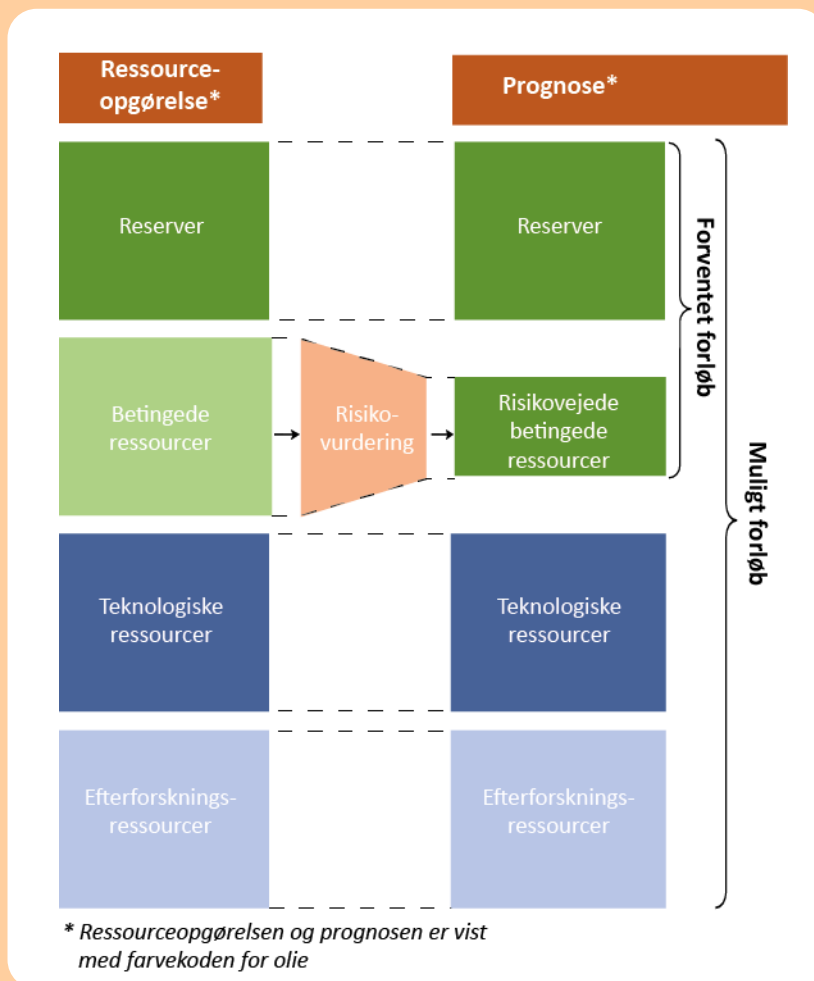 Ressource-
opgørelse*
Prognose*
Reserver
Reserver
Betingede
ressourcer
Risiko-
vurdering
Risikovejede
betingede
ressourcer
Teknologiske
ressourcer
Teknologiske
ressourcer
Efterforsknings-
ressourcer
Efterforsknings-
ressourcer
Forventet forløb
Muligt forløb
* Ressourceopgørelsen og prognosen er vist
med farvekoden for olie